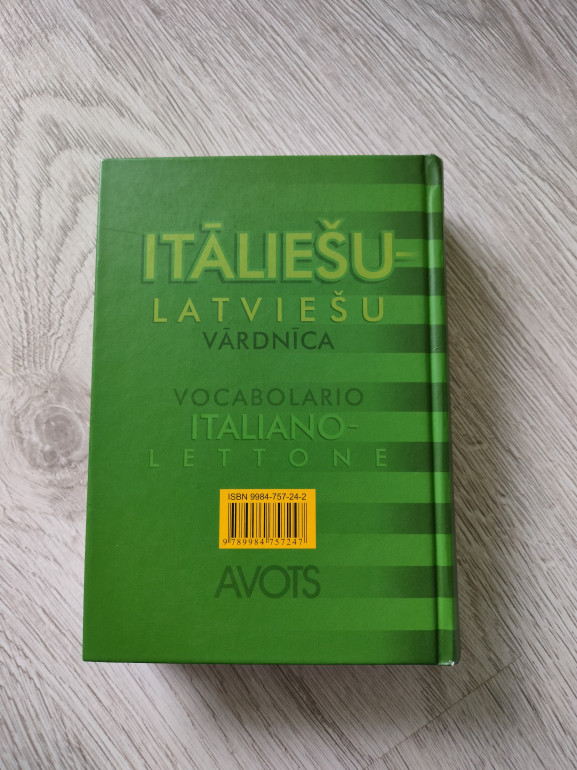 ITĀLIEŠU-
LATVIEŠU
VĀRDNĪCA
VOCABOLARIO
ITALIANO-
LETTONE
ISBN 9984-757-24-2
9 789984 757247
AVOTS